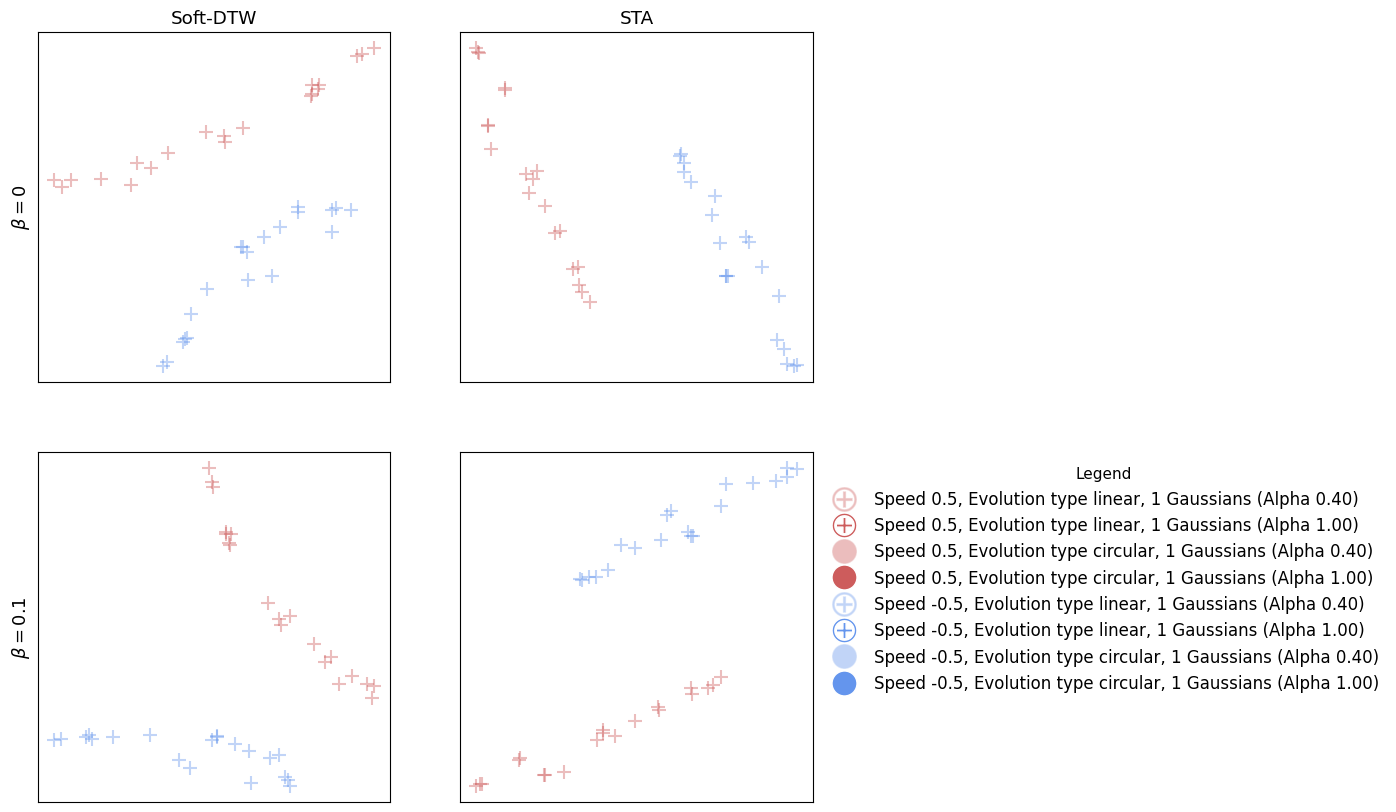 Soft-DTW
STA
β = 0
β = 0.1
Legend
Speed 0.5, Evolution type linear, 1 Gaussians (Alpha 0.40)
Speed 0.5, Evolution type linear, 1 Gaussians (Alpha 1.00)
Speed 0.5, Evolution type circular, 1 Gaussians (Alpha 0.40)
Speed 0.5, Evolution type circular, 1 Gaussians (Alpha 1.00)
Speed -0.5, Evolution type linear, 1 Gaussians (Alpha 0.40)
Speed -0.5, Evolution type linear, 1 Gaussians (Alpha 1.00)
Speed -0.5, Evolution type circular, 1 Gaussians (Alpha 0.40)
Speed -0.5, Evolution type circular, 1 Gaussians (Alpha 1.00)